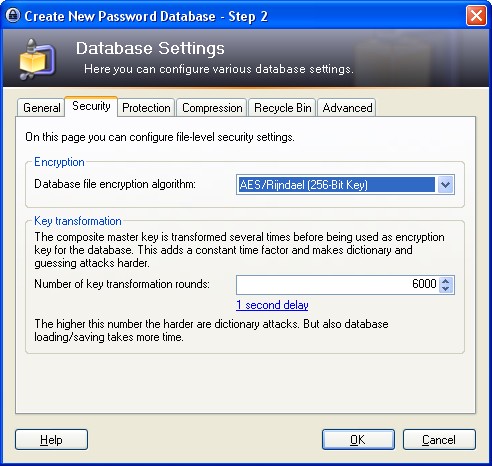 Create New Password Database - Step 2
Database Settings
Here you can configure various database settings.
General Security Protection Compression Recycle Bin Advanced
On this page you can configure file-level security settings.
Encryption
Database file encryption algorithm: AES/Rijndael (256-Bit Key)
Key transformation
The composite master key is transformed several times before being used as encryption
key for the database. This adds a constant time factor and makes dictionary and
guessing attacks harder.
Number of key transformation rounds: 6000
1 second delay
The higher this number the harder are dictionary attacks. But also database
loading/saving takes more time.
Help OK Cancel